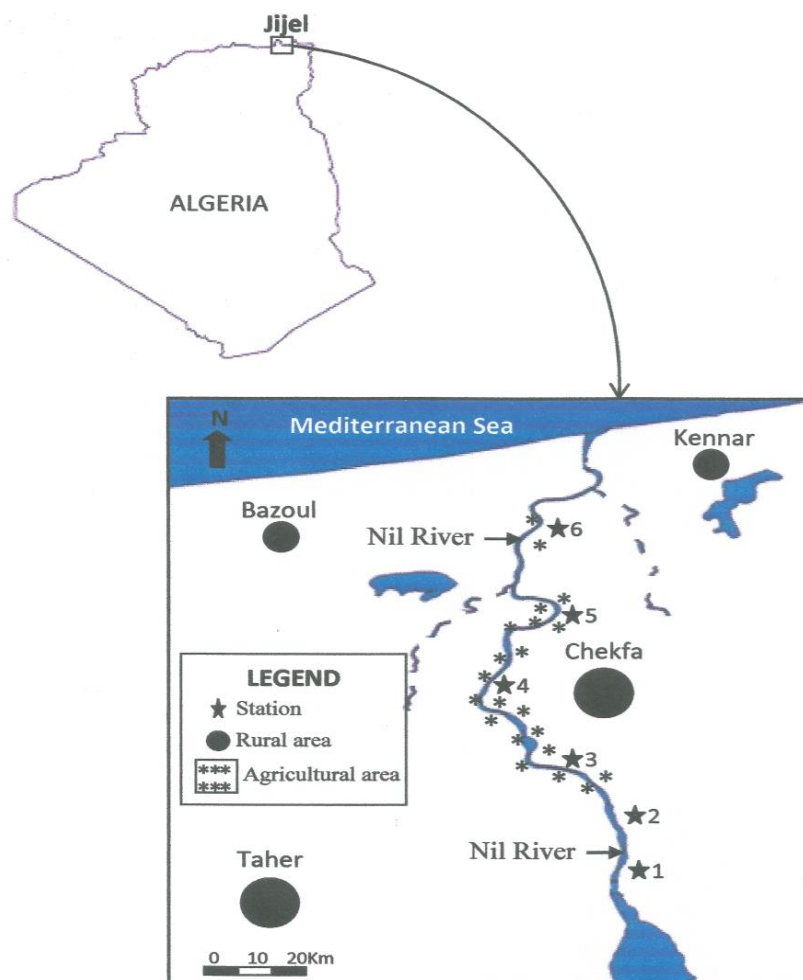 Jijel
ALGERIA
N
Mediterranean Sea
Kennar
Bazoul
Nil River
6
5
Chekfa
4
LEGEND
Station
Rural area
Agricultural area
3
2
Nil River
1
Taher
0 10 20Km